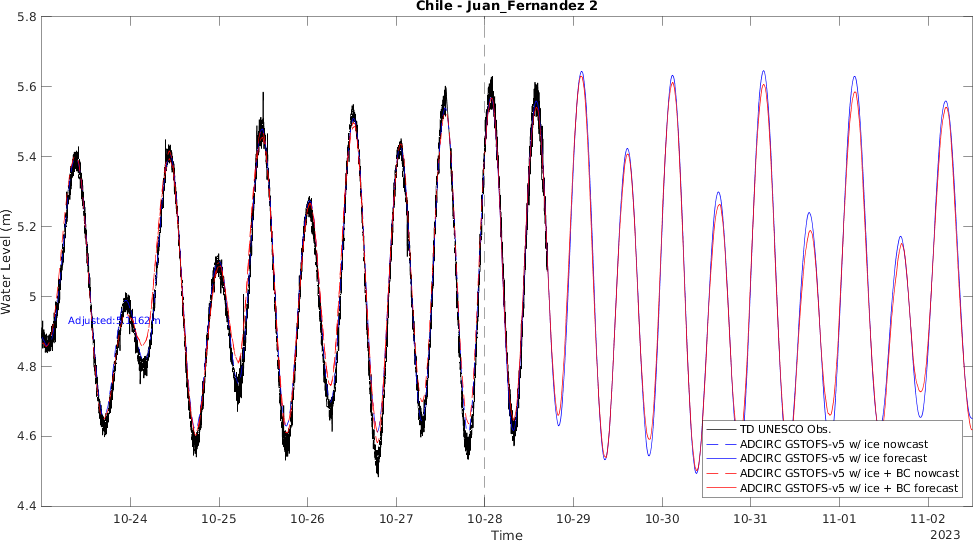 Chile - Juan_Fernandez 2
5.8
5.6
5.4
5.2
5
4.8
4.6
4.4
Water Level (m)
TD UNESCO Obs.
ADCIRC GSTOFS-v5 w/ ice nowcast
ADCIRC GSTOFS-v5 w/ ice forecast
ADCIRC GSTOFS-v5 w/ ice + BC nowcast
ADCIRC GSTOFS-v5 w/ ice + BC forecast
10-24
10-25
10-26
10-27
10-28
10-29
10-30
10-31
11-01
11-02
Time
2023